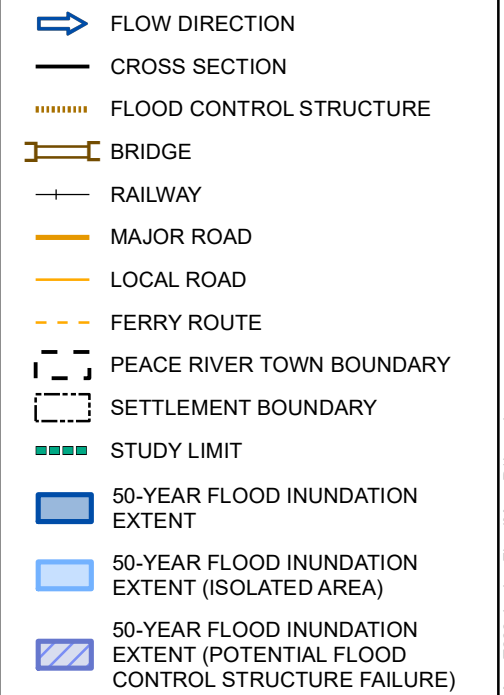 FLOW DIRECTION
CROSS SECTION
FLOOD CONTROL STRUCTURE
BRIDGE
RAILWAY
MAJOR ROAD
LOCAL ROAD
FERRY ROUTE
PEACE RIVER TOWN BOUNDARY
SETTLEMENT BOUNDARY
STUDY LIMIT
50-YEAR FLOOD INUNDATION
EXTENT
50-YEAR FLOOD INUNDATION
EXTENT (ISOLATED AREA)
50-YEAR FLOOD INUNDATION
EXTENT (POTENTIAL FLOOD
CONTROL STRUCTURE FAILURE)